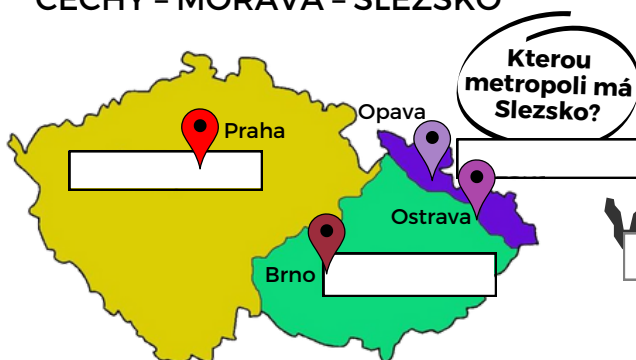 ČECHY – MORAVA – SLEZSKO
Kterou
metropoli má
Slezsko?
Opava
Praha
Ostrava
Brno